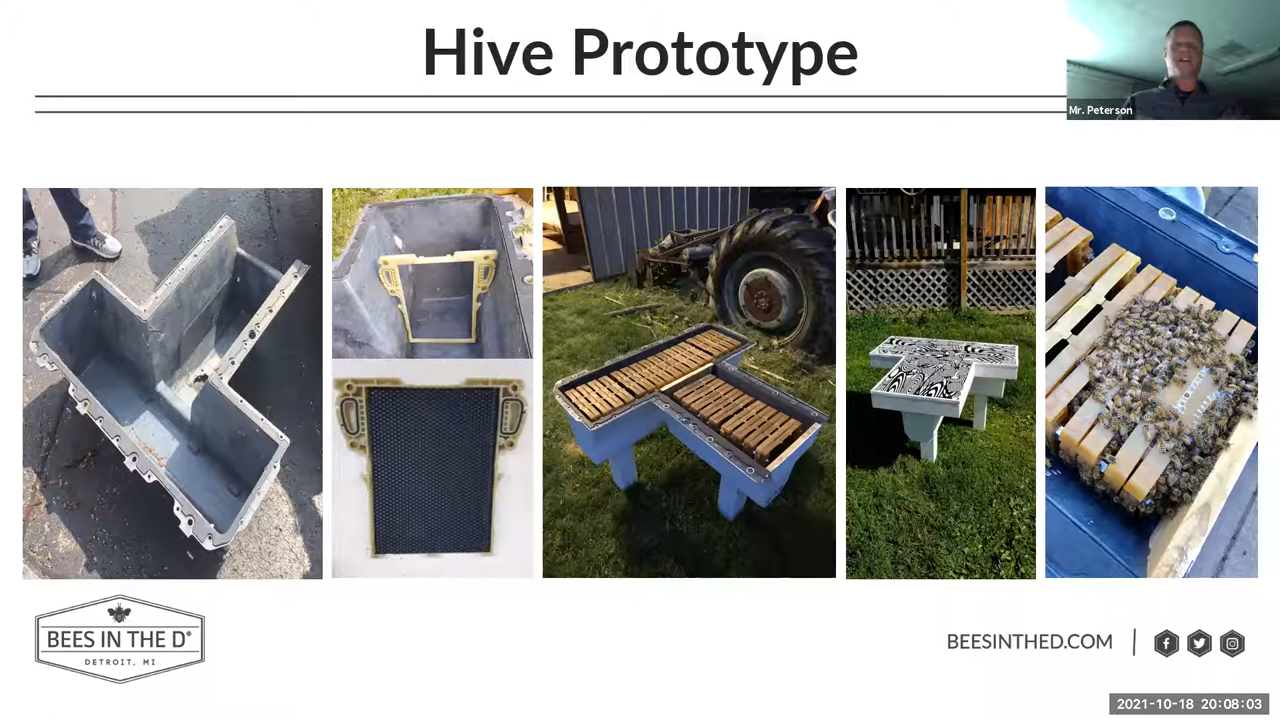 Hive Prototype
Mr. Peterson
BEES IN THE D®
DETROIT, MI
BEESINTHED.COM
2021-10-18 20:08:03